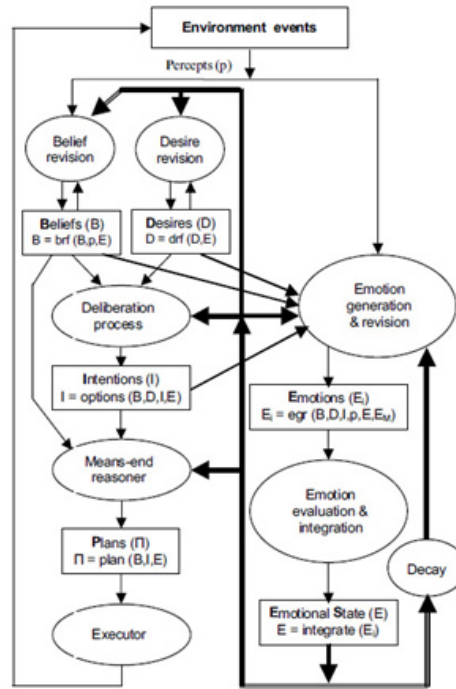 Environment events
Percepts (p)
Belief
revision
Desire
revision
Beliefs (B)
B = brf (B,p,E)
Desires (D)
D = drf (D,E)
Deliberation
process
Emotion
generation
& revision
Intentions (I)
I = options (B,D,I,E)
Emotions (Eᵢ)
Eᵢ = egr (B,D,I,p,E,E_M)
Means-end
reasoner
Emotion
evaluation &
integration
Plans (Π)
Π = plan (B,I,E)
Decay
Executor
Emotional State (E)
E = integrate (Eᵢ)